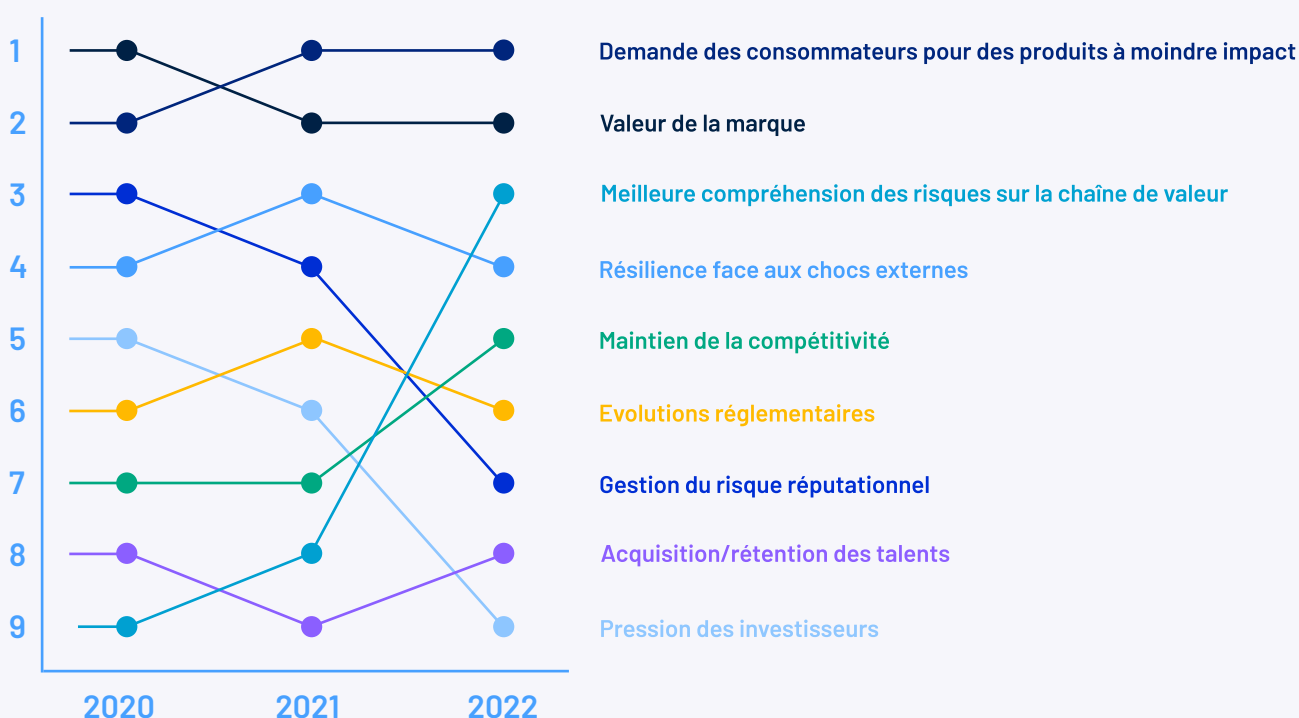 1
Demande des consommateurs pour des produits à moindre impact
2
Valeur de la marque
3
Meilleure compréhension des risques sur la chaîne de valeur
4
Résilience face aux chocs externes
5
Maintien de la compétitivité
6
Evolutions réglementaires
7
Gestion du risque réputationnel
8
Acquisition/rétention des talents
9
Pression des investisseurs
2020 2021 2022